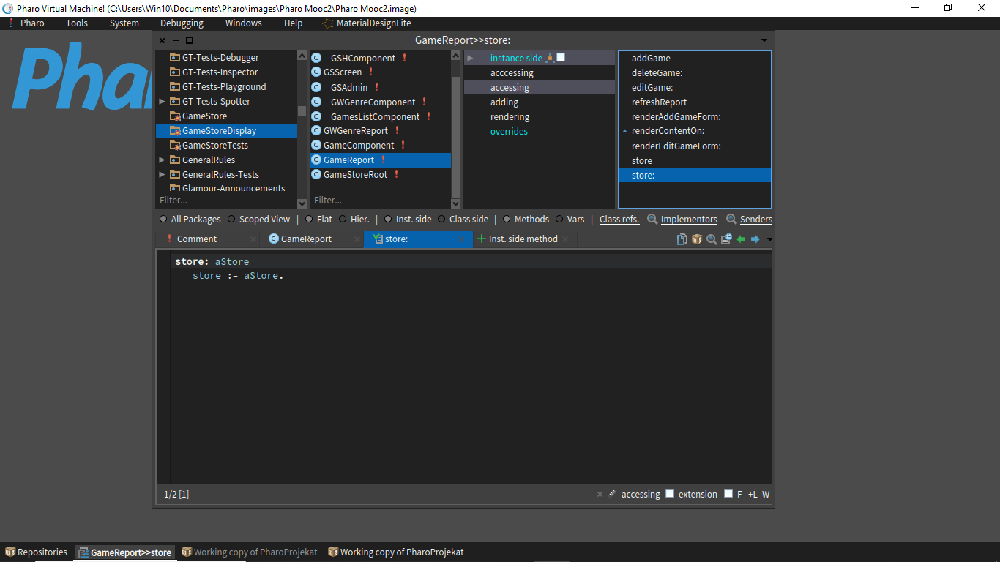 Pharo Virtual Machine! (C:\Users\Win10\Documents\Pharo\images\Pharo Mooc2\Pharo Mooc2.image)
Pharo Tools System Debugging Windows Help MaterialDesignLite
GameReport>>store:
GT-Tests-Debugger
GT-Tests-Inspector
GT-Tests-Playground
GT-Tests-Spotter
GameStore
GameStoreDisplay
GameStoreTests
GeneralRules
GeneralRules-Tests
Glamour-Announcements
Filter...
GSHComponent
GSScreen
GSAdmin
GWGenreComponent
GamesListComponent
GWGenreReport
GameComponent
GameReport
GameStoreRoot
Filter...
instance side
acccessing
accessing
adding
rendering
overrides
addGame
deleteGame:
editGame:
refreshReport
renderAddGameForm:
renderContentOn:
renderEditGameForm:
store
store:
All Packages Scoped View | Flat Hier. | Inst. side Class side | Methods Vars Class refs. Implementors Senders
Comment GameReport store: Inst. side method
store: aStore
store := aStore.
1/2 [1] accessing extension F +L W
Repositories GameReport>>store Working copy of PharoProjekat Working copy of PharoProjekat
Phar